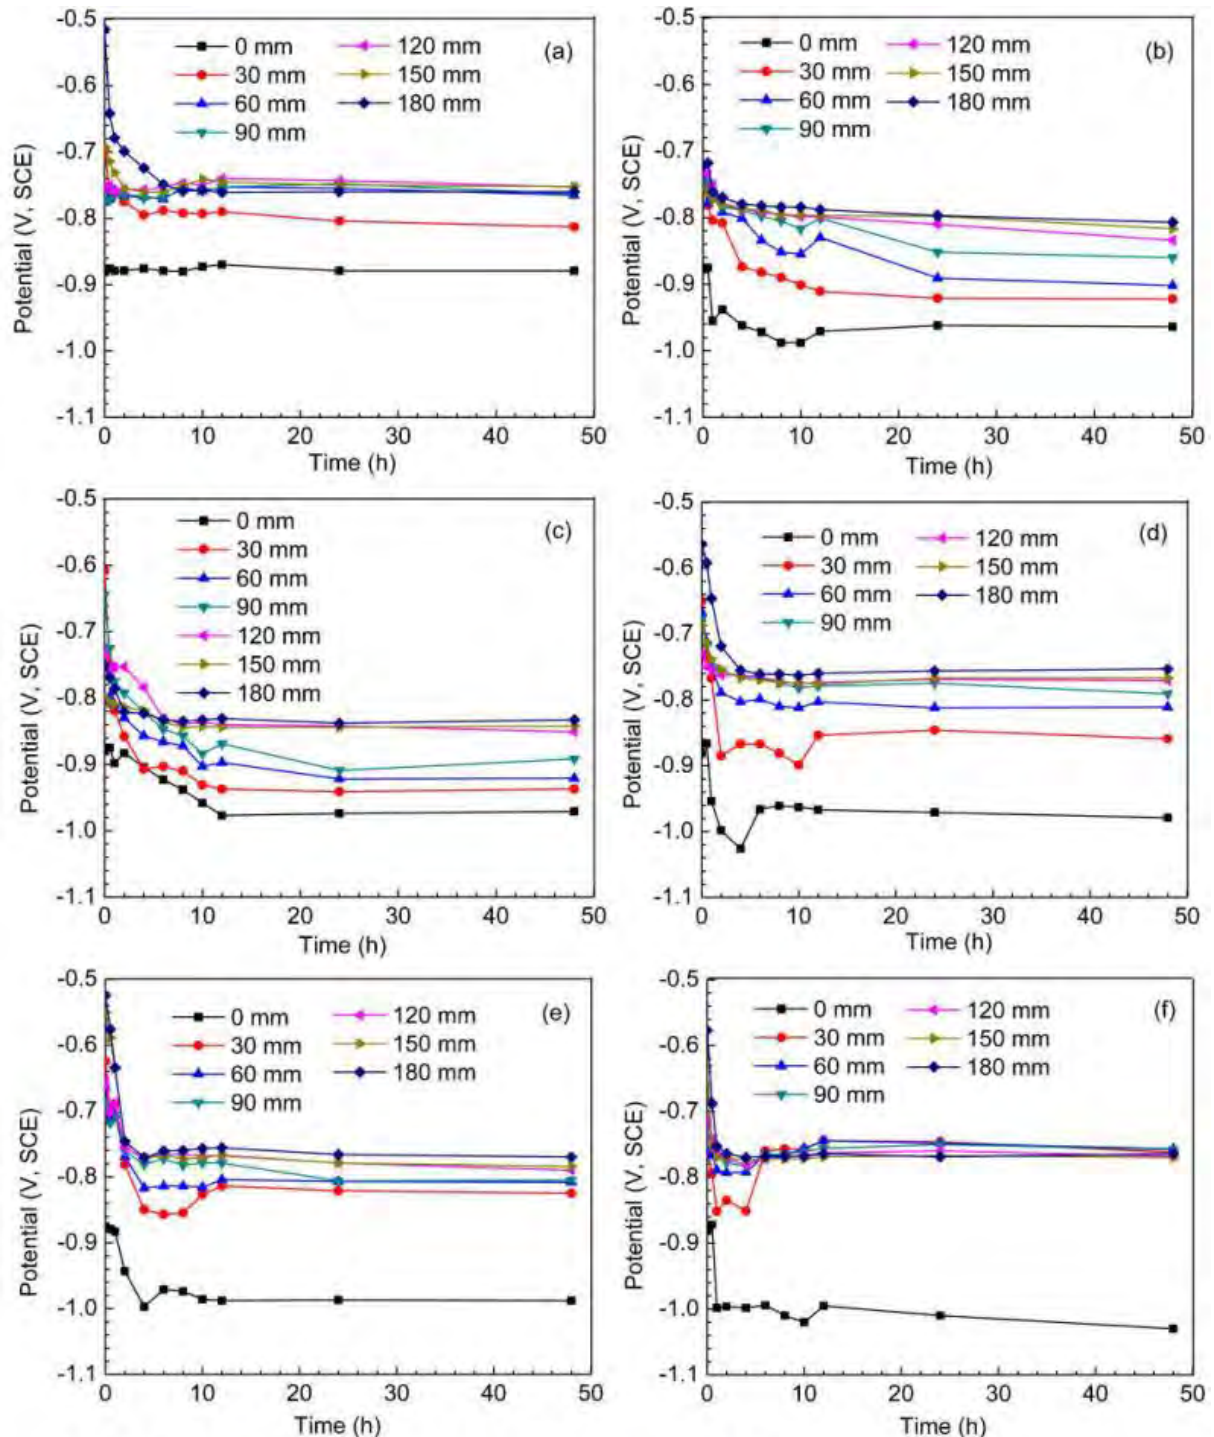 (a)
0 mm
30 mm
60 mm
90 mm
120 mm
150 mm
180 mm
-0.5
-0.6
-0.7
-0.8
-0.9
-1.0
-1.1
Potential (V, SCE)
0 10 20 30 40 50
Time (h)
(b)
0 mm
30 mm
60 mm
90 mm
120 mm
150 mm
180 mm
-0.5
-0.6
-0.7
-0.8
-0.9
-1.0
-1.1
Potential (V, SCE)
0 10 20 30 40 50
Time (h)
(c)
0 mm
30 mm
60 mm
90 mm
120 mm
150 mm
180 mm
-0.5
-0.6
-0.7
-0.8
-0.9
-1.0
-1.1
Potential (V, SCE)
0 10 20 30 40 50
Time (h)
(d)
0 mm
30 mm
60 mm
90 mm
120 mm
150 mm
180 mm
-0.5
-0.6
-0.7
-0.8
-0.9
-1.0
-1.1
Potential (V, SCE)
0 10 20 30 40 50
Time (h)
(e)
0 mm
30 mm
60 mm
90 mm
120 mm
150 mm
180 mm
-0.5
-0.6
-0.7
-0.8
-0.9
-1.0
-1.1
Potential (V, SCE)
0 10 20 30 40 50
Time (h)
(f)
0 mm
30 mm
60 mm
90 mm
120 mm
150 mm
180 mm
-0.5
-0.6
-0.7
-0.8
-0.9
-1.0
-1.1
Potential (V, SCE)
0 10 20 30 40 50
Time (h)